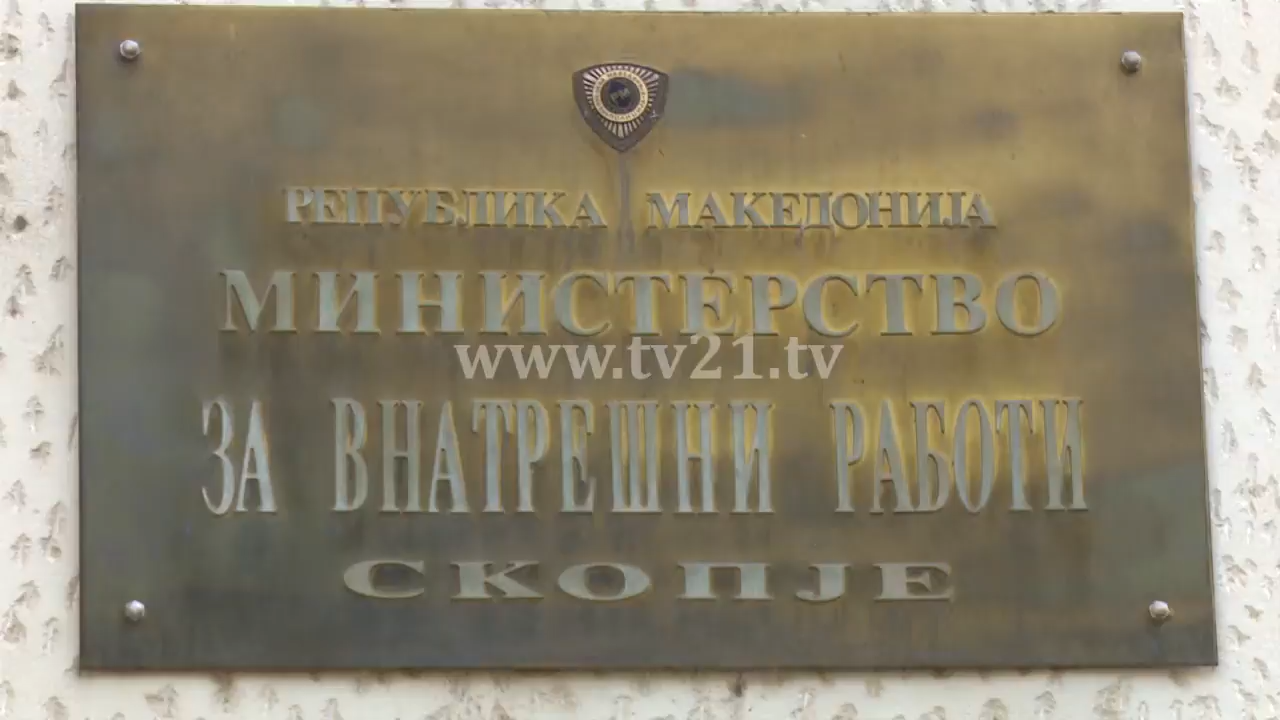 РЕПУБЛИКА МАКЕДОНИЈА
МИНИСТЕРСТВО
www.tv21.tv
ЗА ВНАТРЕШНИ РАБОТИ
СКОПЈЕ